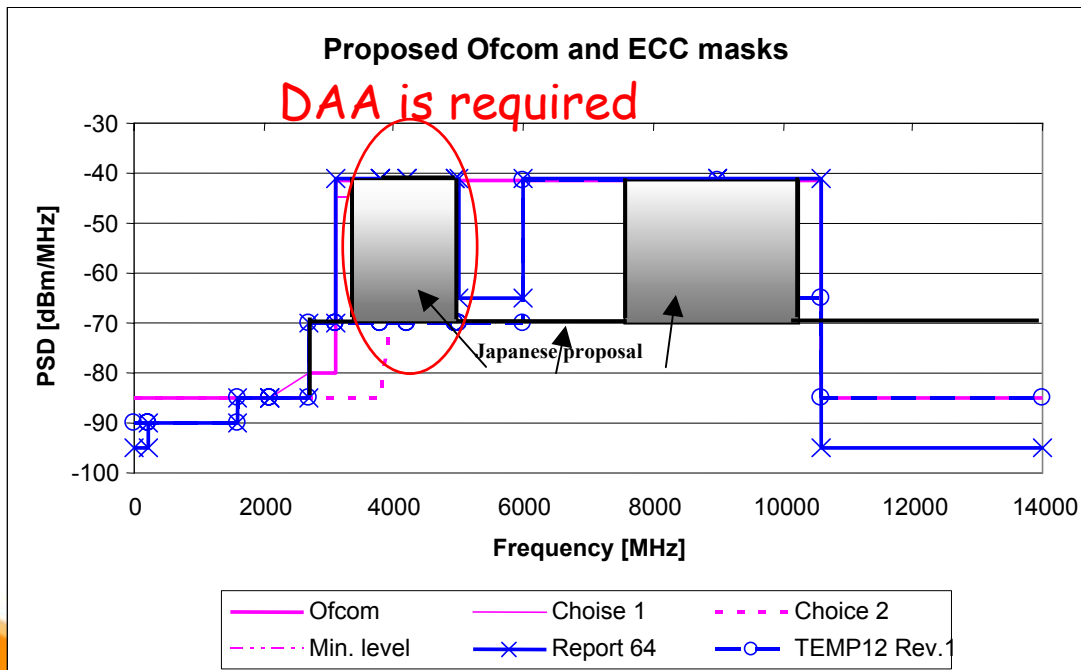 Proposed Ofcom and ECC masks
DAA is required
-30
-40
-50
-60
-70
-80
-90
-100
PSD [dBm/MHz]
Japanese proposal
0 2000 4000 6000 8000 10000 12000 14000
Frequency [MHz]
Ofcom Choise 1 Choice 2
Min. level Report 64 TEMP12 Rev.1